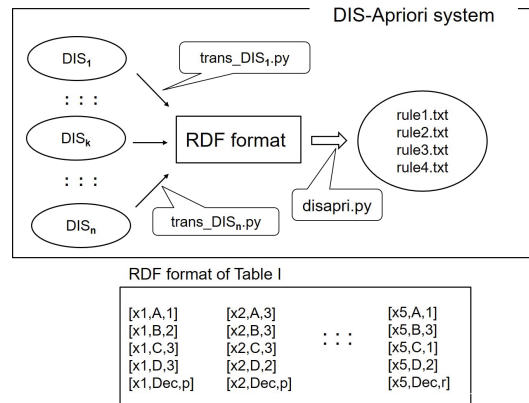 DIS-Apriori system
DIS1
trans_DIS1.py
: : :
DISk
RDF format
rule1.txt
rule2.txt
rule3.txt
rule4.txt
: : :
disapri.py
DISn
trans_DISn.py
RDF format of Table I
[x1,A,1] [x2,A,3] [x5,A,1]
[x1,B,2] [x2,B,3] : : : [x5,B,3]
[x1,C,3] [x2,C,3] [x5,C,1]
[x1,D,3] [x2,D,2] [x5,D,2]
[x1,Dec,p] [x2,Dec,p] [x5,Dec,r]